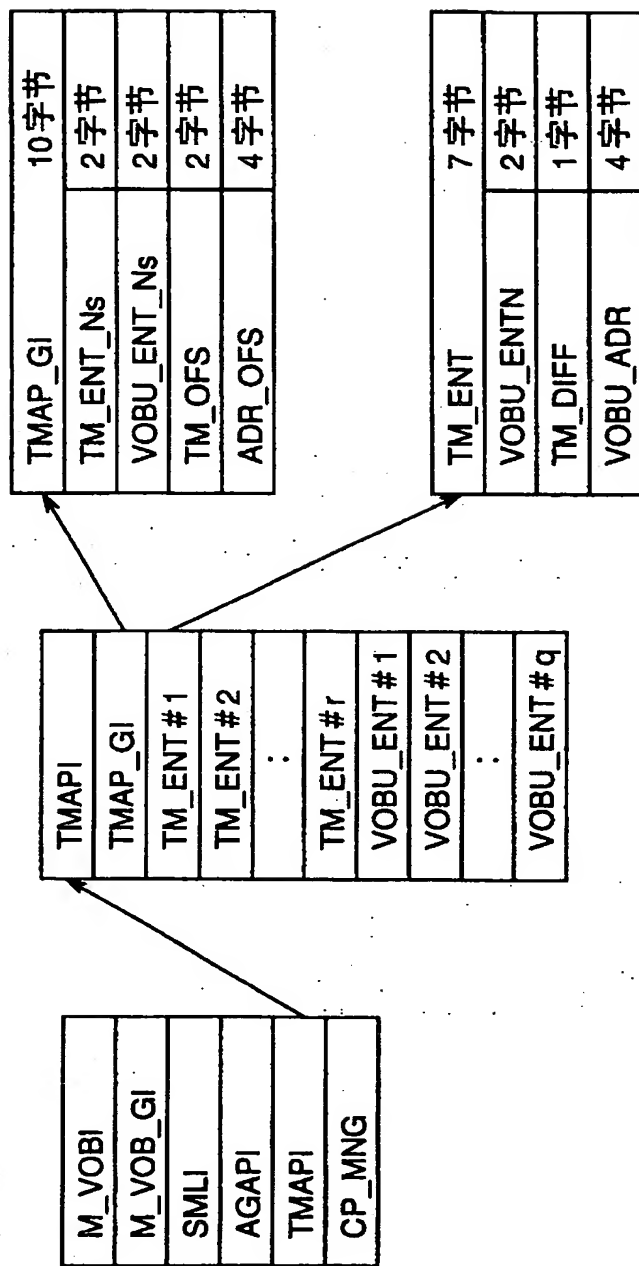 M_VOBI
M_VOB_GI
SMLI
AGAPI
TMAPI
CP_MNG
TMAPI
TMAP_GI
TM_ENT#1
TM_ENT#2
:
TM_ENT#r
VOBU_ENT#1
VOBU_ENT#2
:
VOBU_ENT#q
TMAP_GI 10字节
TM_ENT_Ns 2字节
VOBU_ENT_Ns 2字节
TM_OFS 2字节
ADR_OFS 4字节
TM_ENT 7字节
VOBU_ENTN 2字节
TM_DIFF 1字节
VOBU_ADR 4字节